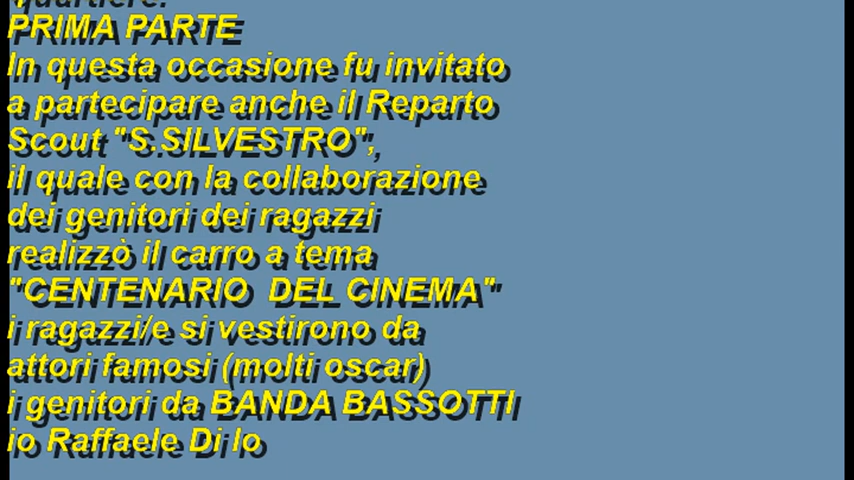 quartiere.
PRIMA PARTE
In questa occasione fu invitato
a partecipare anche il Reparto
Scout "S.SILVESTRO",
il quale con la collaborazione
dei genitori dei ragazzi
realizzò il carro a tema
"CENTENARIO DEL CINEMA"
i ragazzi/e si vestirono da
attori famosi (molti oscar)
i genitori da BANDA BASSOTTI
io Raffaele Di Io